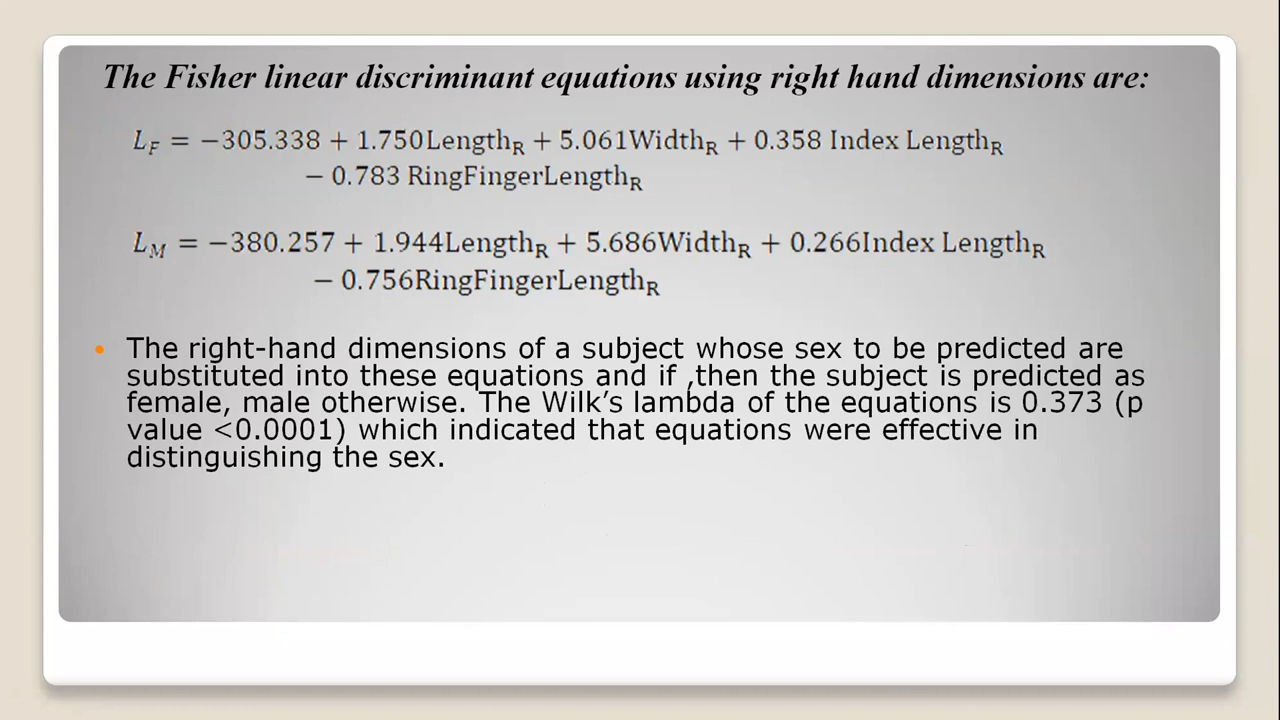 The Fisher linear discriminant equations using right hand dimensions are:
L_F = −305.338 + 1.750Length_R + 5.061Width_R + 0.358 Index Length_R
− 0.783 RingFingerLength_R
L_M = −380.257 + 1.944Length_R + 5.686Width_R + 0.266Index Length_R
− 0.756RingFingerLength_R
• The right-hand dimensions of a subject whose sex to be predicted are
substituted into these equations and if ,then the subject is predicted as
female, male otherwise. The Wilk’s lambda of the equations is 0.373 (p
value <0.0001) which indicated that equations were effective in
distinguishing the sex.